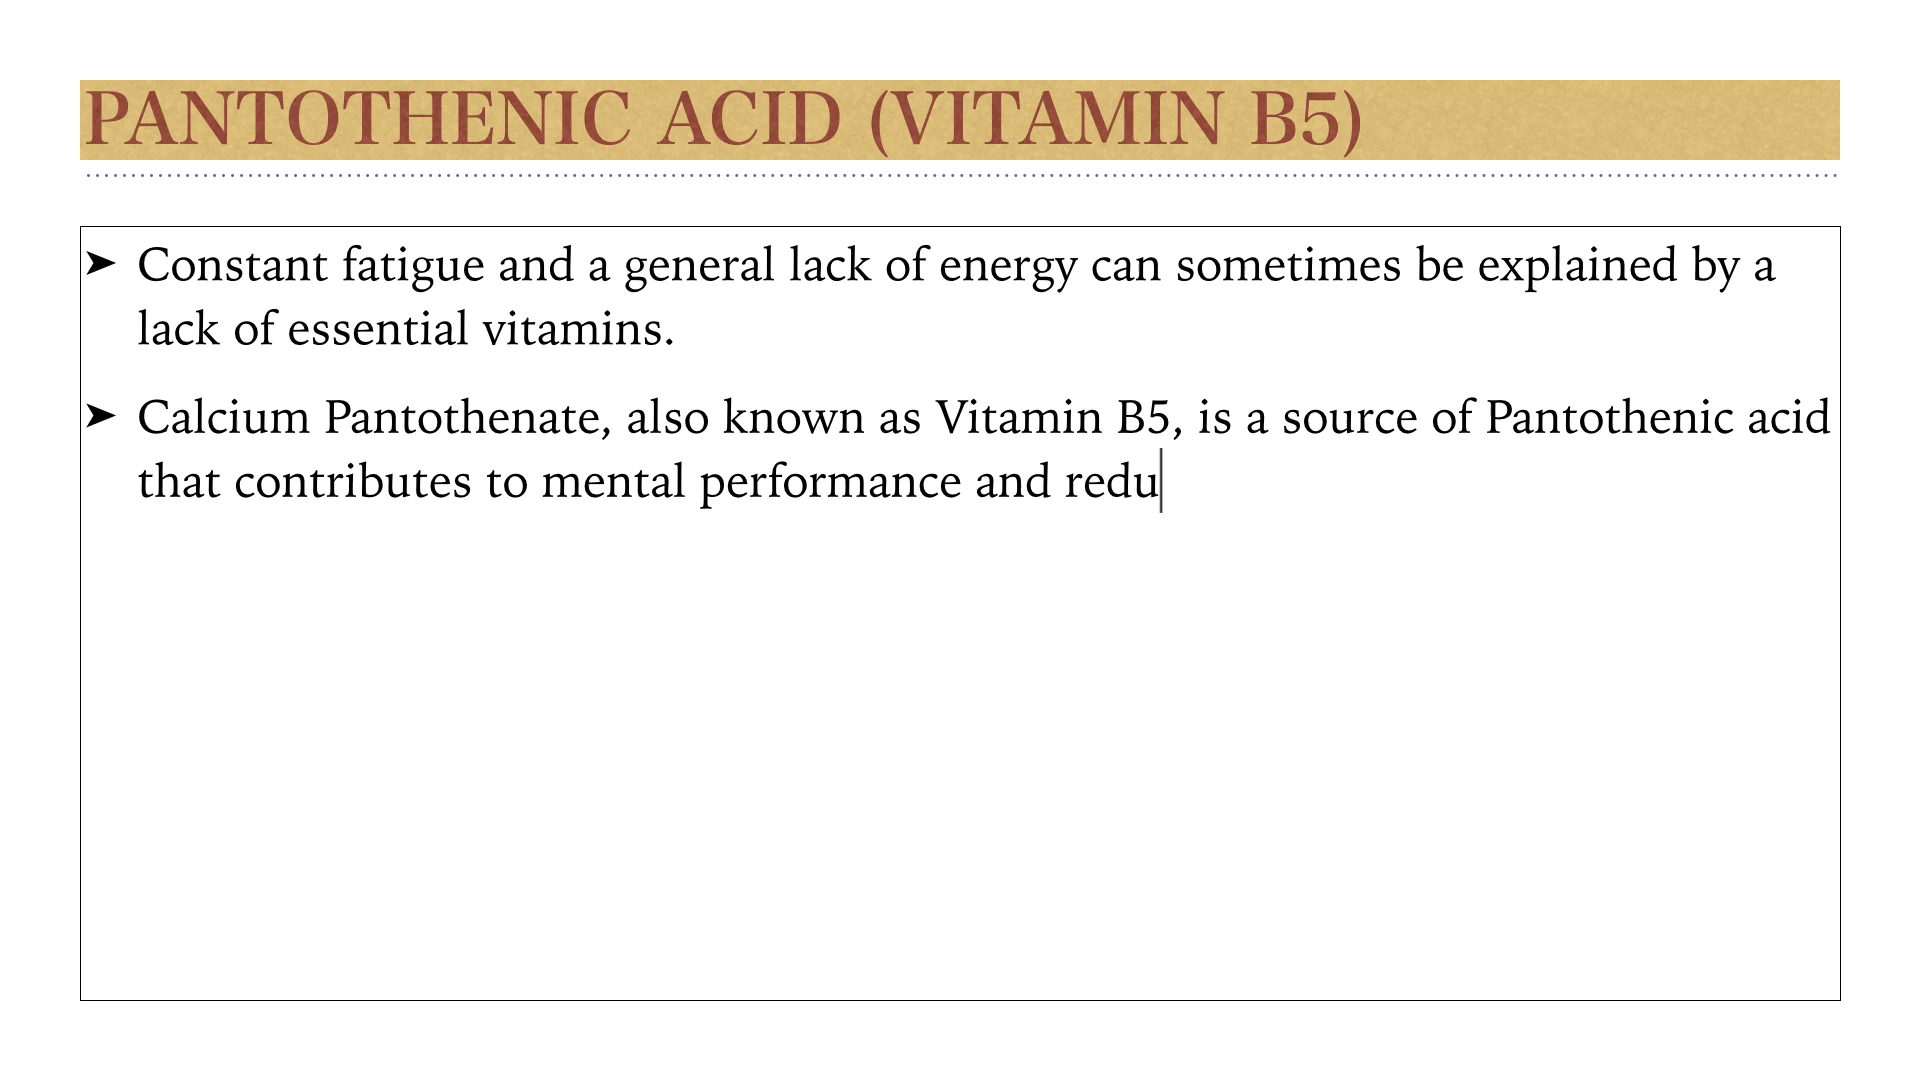 PANTOTHENIC ACID (VITAMIN B5)
➤ Constant fatigue and a general lack of energy can sometimes be explained by a
lack of essential vitamins.
➤ Calcium Pantothenate, also known as Vitamin B5, is a source of Pantothenic acid
that contributes to mental performance and redu